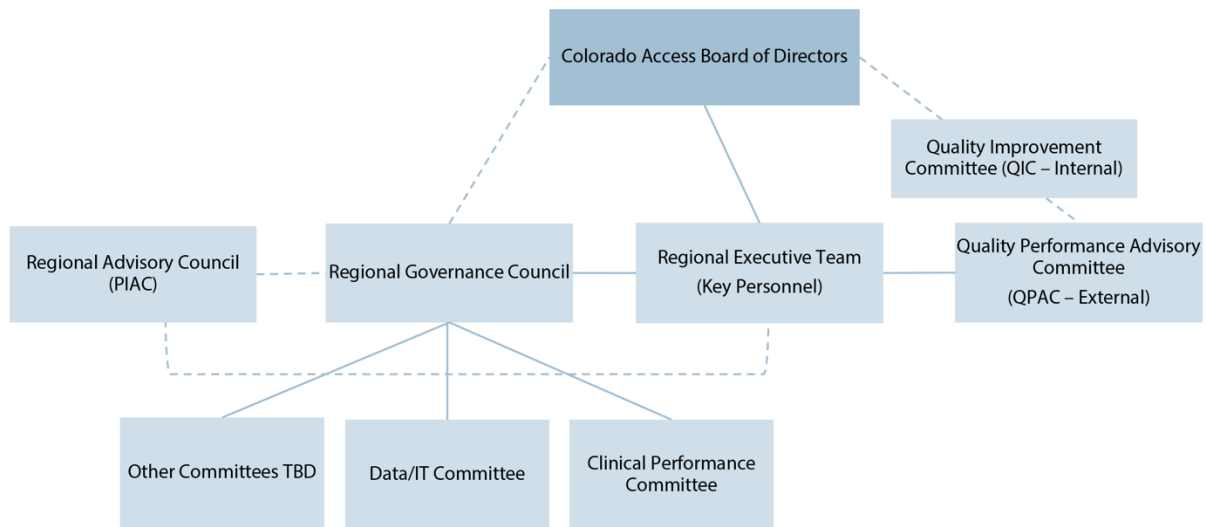 Colorado Access Board of Directors
Quality Improvement
Committee (QIC – Internal)
Regional Advisory Council
(PIAC)
Regional Governance Council
Regional Executive Team
(Key Personnel)
Quality Performance Advisory
Committee
(QPAC – External)
Other Committees TBD
Data/IT Committee
Clinical Performance
Committee